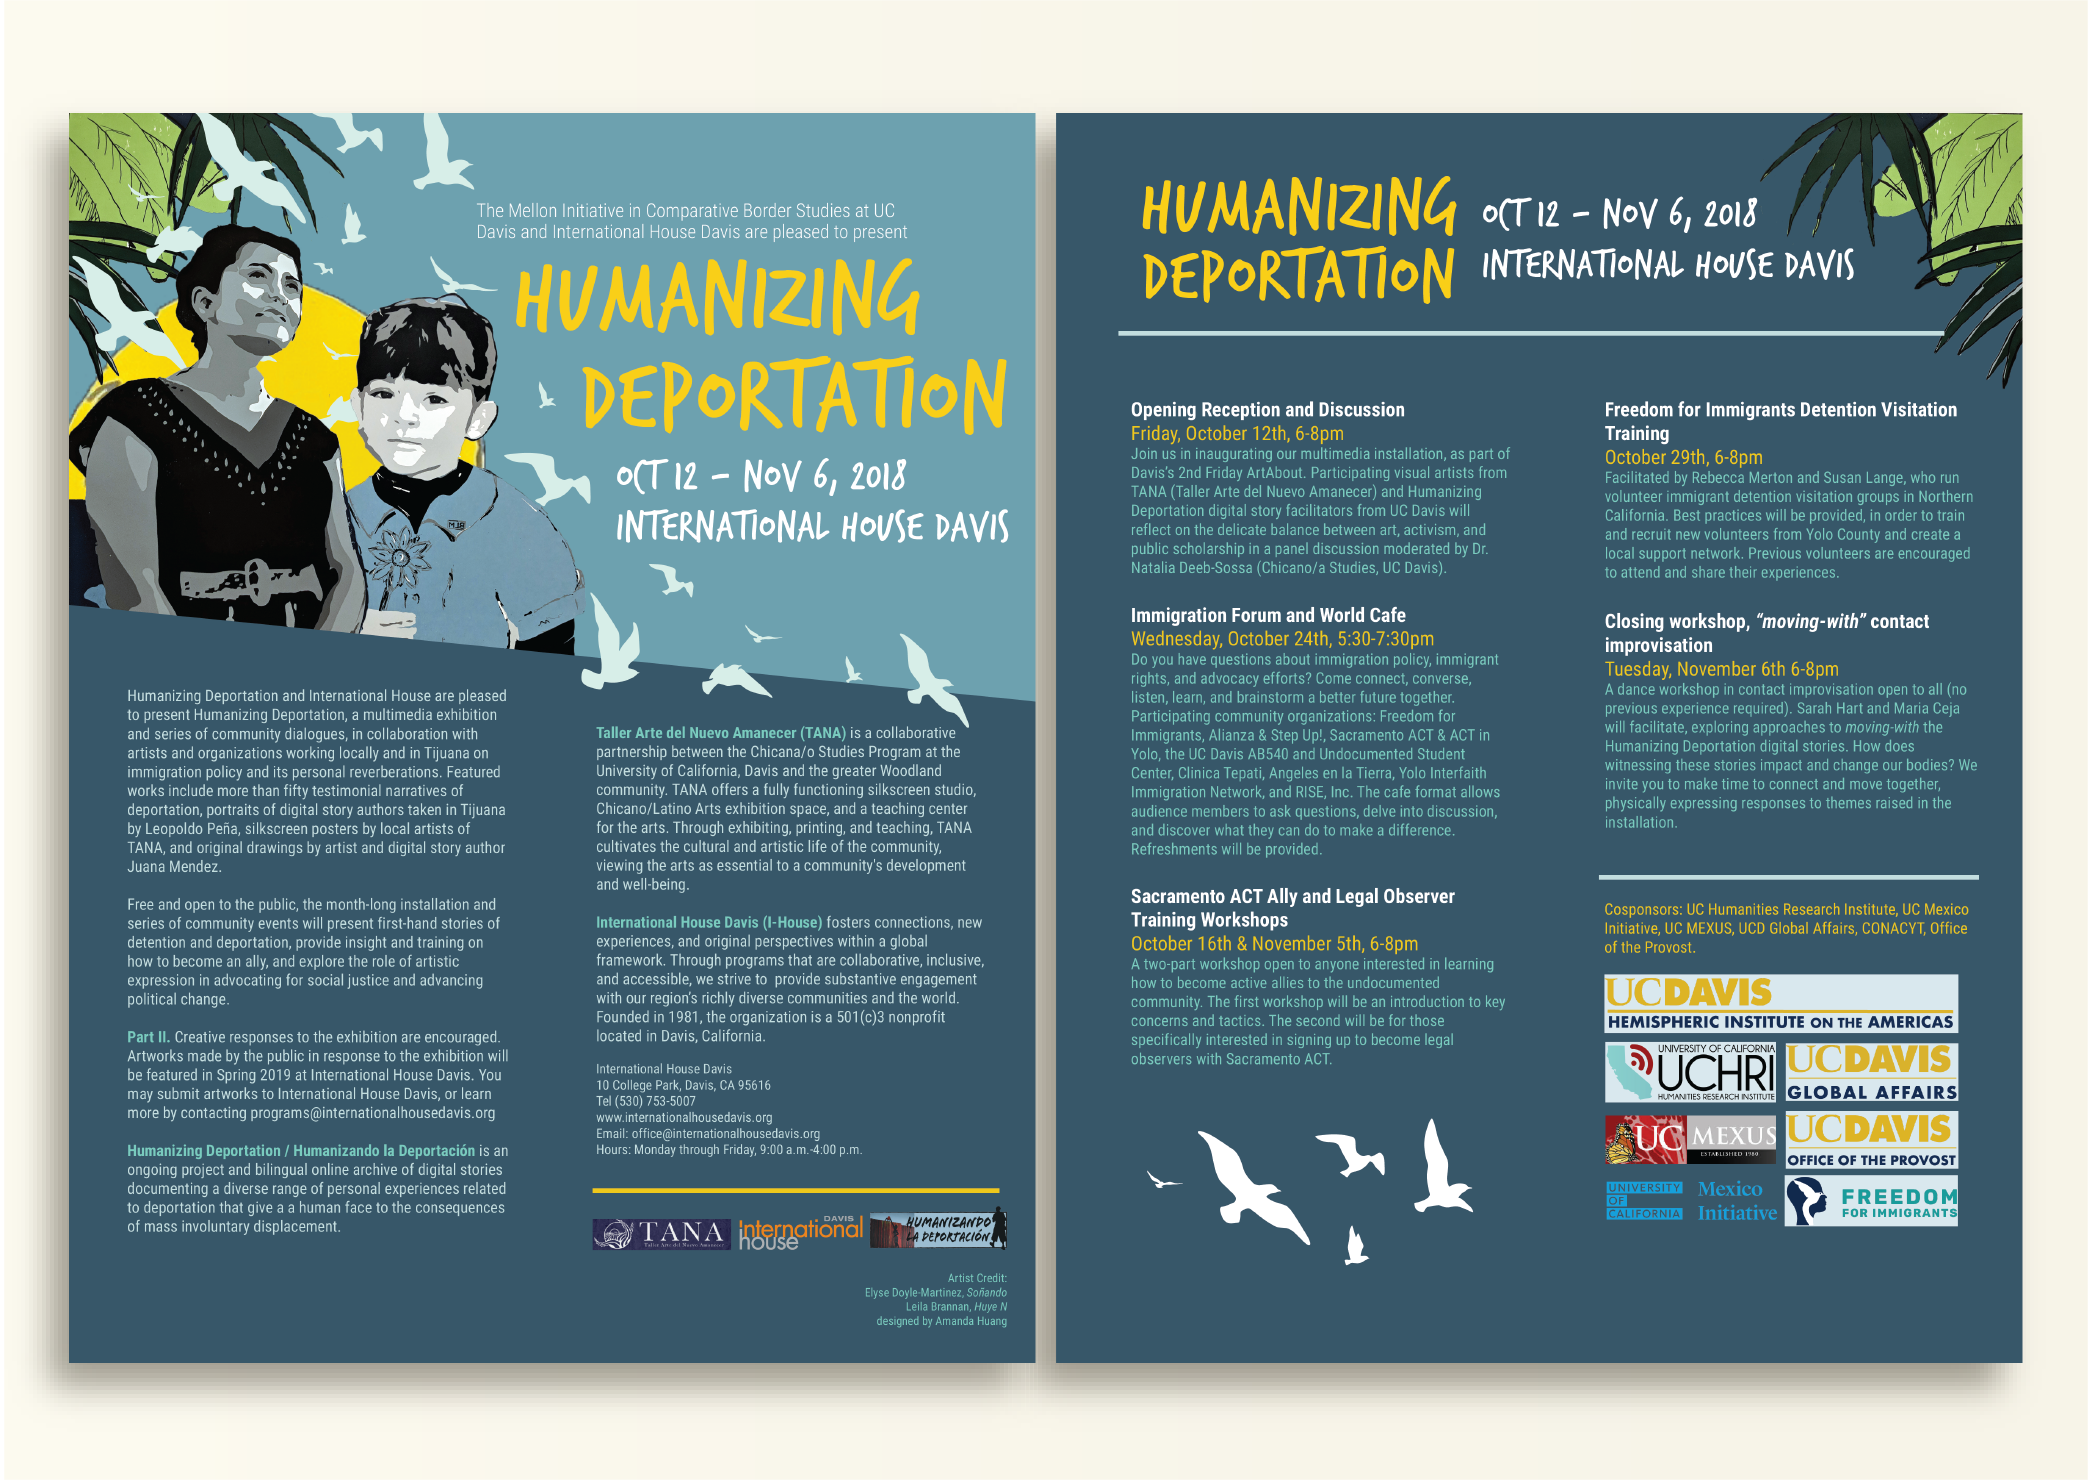 The Mellon Initiative in Comparative Border Studies at UC
Davis and International House Davis are pleased to present
HUMANIZING
DEPORTATION
OCT 12 – NOV 6, 2018
INTERNATIONAL HOUSE DAVIS
MJB
Humanizing Deportation and International House are pleased
to present Humanizing Deportation, a multimedia exhibition
and series of community dialogues, in collaboration with
artists and organizations working locally and in Tijuana on
immigration policy and its personal reverberations. Featured
works include more than fifty testimonial narratives of
deportation, portraits of digital story authors taken in Tijuana
by Leopoldo Peña, silkscreen posters by local artists of
TANA, and original drawings by artist and digital story author
Juana Mendez.
Free and open to the public, the month-long installation and
series of community events will present first-hand stories of
detention and deportation, provide insight and training on
how to become an ally, and explore the role of artistic
expression in advocating for social justice and advancing
political change.
Part II. Creative responses to the exhibition are encouraged.
Artworks made by the public in response to the exhibition will
be featured in Spring 2019 at International House Davis. You
may submit artworks to International House Davis, or learn
more by contacting programs@internationalhousedavis.org
Humanizing Deportation / Humanizando la Deportación is an
ongoing project and bilingual online archive of digital stories
documenting a diverse range of personal experiences related
to deportation that give a a human face to the consequences
of mass involuntary displacement.
Taller Arte del Nuevo Amanecer (TANA) is a collaborative
partnership between the Chicana/o Studies Program at the
University of California, Davis and the greater Woodland
community. TANA offers a fully functioning silkscreen studio,
Chicano/Latino Arts exhibition space, and a teaching center
for the arts. Through exhibiting, printing, and teaching, TANA
cultivates the cultural and artistic life of the community,
viewing the arts as essential to a community's development
and well-being.
International House Davis (I-House) fosters connections, new
experiences, and original perspectives within a global
framework. Through programs that are collaborative, inclusive,
and accessible, we strive to provide substantive engagement
with our region's richly diverse communities and the world.
Founded in 1981, the organization is a 501(c)3 nonprofit
located in Davis, California.
International House Davis
10 College Park, Davis, CA 95616
Tel (530) 753-5007
www.internationalhousedavis.org
Email: office@internationalhousedavis.org
Hours: Monday through Friday, 9:00 a.m.-4:00 p.m.
TANA
Taller Arte del Nuevo Amanecer
DAVIS
International
house
HUMANIZANDO
LA DEPORTACIÓN
Artist Credit:
Elyse Doyle-Martinez, Soñando
Leila Brannan, Huye N
designed by Amanda Huang
HUMANIZING
DEPORTATION
OCT 12 – NOV 6, 2018
INTERNATIONAL HOUSE DAVIS
Opening Reception and Discussion
Friday, October 12th, 6-8pm
Join us in inaugurating our multimedia installation, as part of
Davis's 2nd Friday ArtAbout. Participating visual artists from
TANA (Taller Arte del Nuevo Amanecer) and Humanizing
Deportation digital story facilitators from UC Davis will
reflect on the delicate balance between art, activism, and
public scholarship in a panel discussion moderated by Dr.
Natalia Deeb-Sossa (Chicano/a Studies, UC Davis).
Immigration Forum and World Cafe
Wednesday, October 24th, 5:30-7:30pm
Do you have questions about immigration policy, immigrant
rights, and advocacy efforts? Come connect, converse,
listen, learn, and brainstorm a better future together.
Participating community organizations: Freedom for
Immigrants, Alianza & Step Up!, Sacramento ACT & ACT in
Yolo, the UC Davis AB540 and Undocumented Student
Center, Clinica Tepati, Angeles en la Tierra, Yolo Interfaith
Immigration Network, and RISE, Inc. The cafe format allows
audience members to ask questions, delve into discussion,
and discover what they can do to make a difference.
Refreshments will be provided.
Sacramento ACT Ally and Legal Observer
Training Workshops
October 16th & November 5th, 6-8pm
A two-part workshop open to anyone interested in learning
how to become active allies to the undocumented
community. The first workshop will be an introduction to key
concerns and tactics. The second will be for those
specifically interested in signing up to become legal
observers with Sacramento ACT.
Freedom for Immigrants Detention Visitation
Training
October 29th, 6-8pm
Facilitated by Rebecca Merton and Susan Lange, who run
volunteer immigrant detention visitation groups in Northern
California. Best practices will be provided, in order to train
and recruit new volunteers from Yolo County and create a
local support network. Previous volunteers are encouraged
to attend and share their experiences.
Closing workshop, “moving-with” contact
improvisation
Tuesday, November 6th 6-8pm
A dance workshop in contact improvisation open to all (no
previous experience required). Sarah Hart and Maria Ceja
will facilitate, exploring approaches to moving-with the
Humanizing Deportation digital stories. How does
witnessing these stories impact and change our bodies? We
invite you to make time to connect and move together,
physically expressing responses to themes raised in the
installation.
Cosponsors: UC Humanities Research Institute, UC Mexico
Initiative, UC MEXUS, UCD Global Affairs, CONACYT, Office
of the Provost.
UCDAVIS
HEMISPHERIC INSTITUTE ON THE AMERICAS
UNIVERSITY OF CALIFORNIA
UCHRI
HUMANITIES RESEARCH INSTITUTE
UCDAVIS
GLOBAL AFFAIRS
UC MEXUS
ESTABLISHED 1980
UCDAVIS
OFFICE OF THE PROVOST
UNIVERSITY
OF
CALIFORNIA
Mexico
Initiative
FREEDOM
FOR IMMIGRANTS